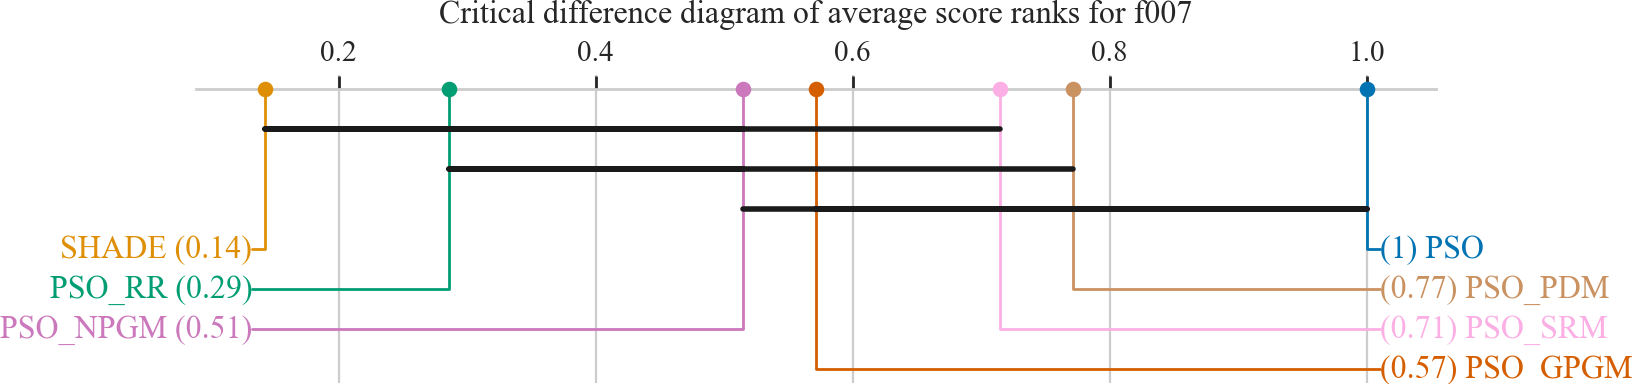 Critical difference diagram of average score ranks for f007
0.2 0.4 0.6 0.8 1.0
SHADE (0.14) (1) PSO
PSO_RR (0.29) (0.77) PSO_PDM
PSO_NPGM (0.51) (0.71) PSO_SRM
(0.57) PSO_GPGM